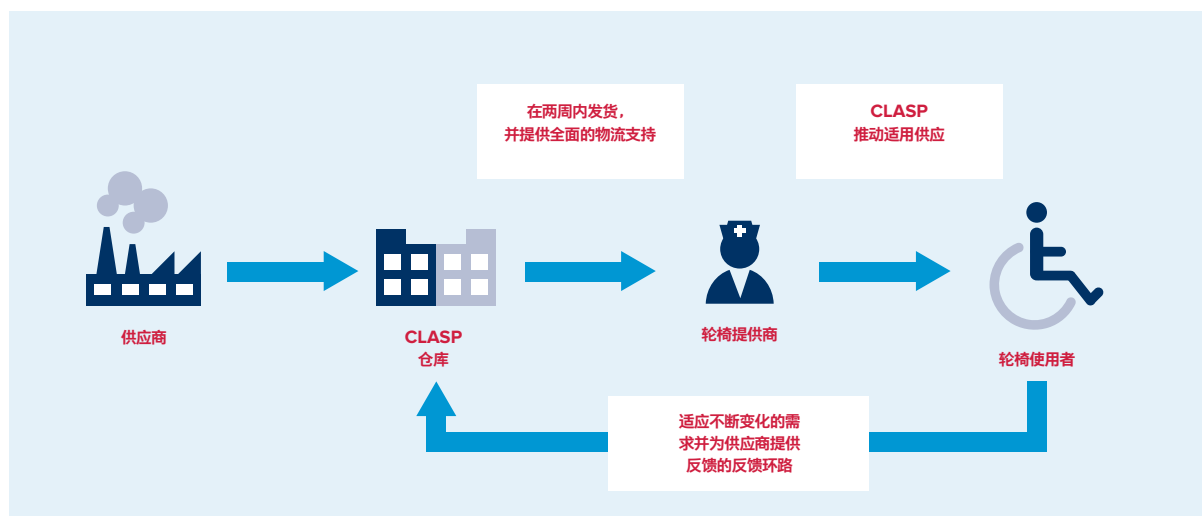 在两周内发货，
并提供全面的物流支持
CLASP
推动适用供应
供应商
CLASP
仓库
轮椅提供商
轮椅使用者
适应不断变化的需
求并为供应商提供
反馈的反馈环路